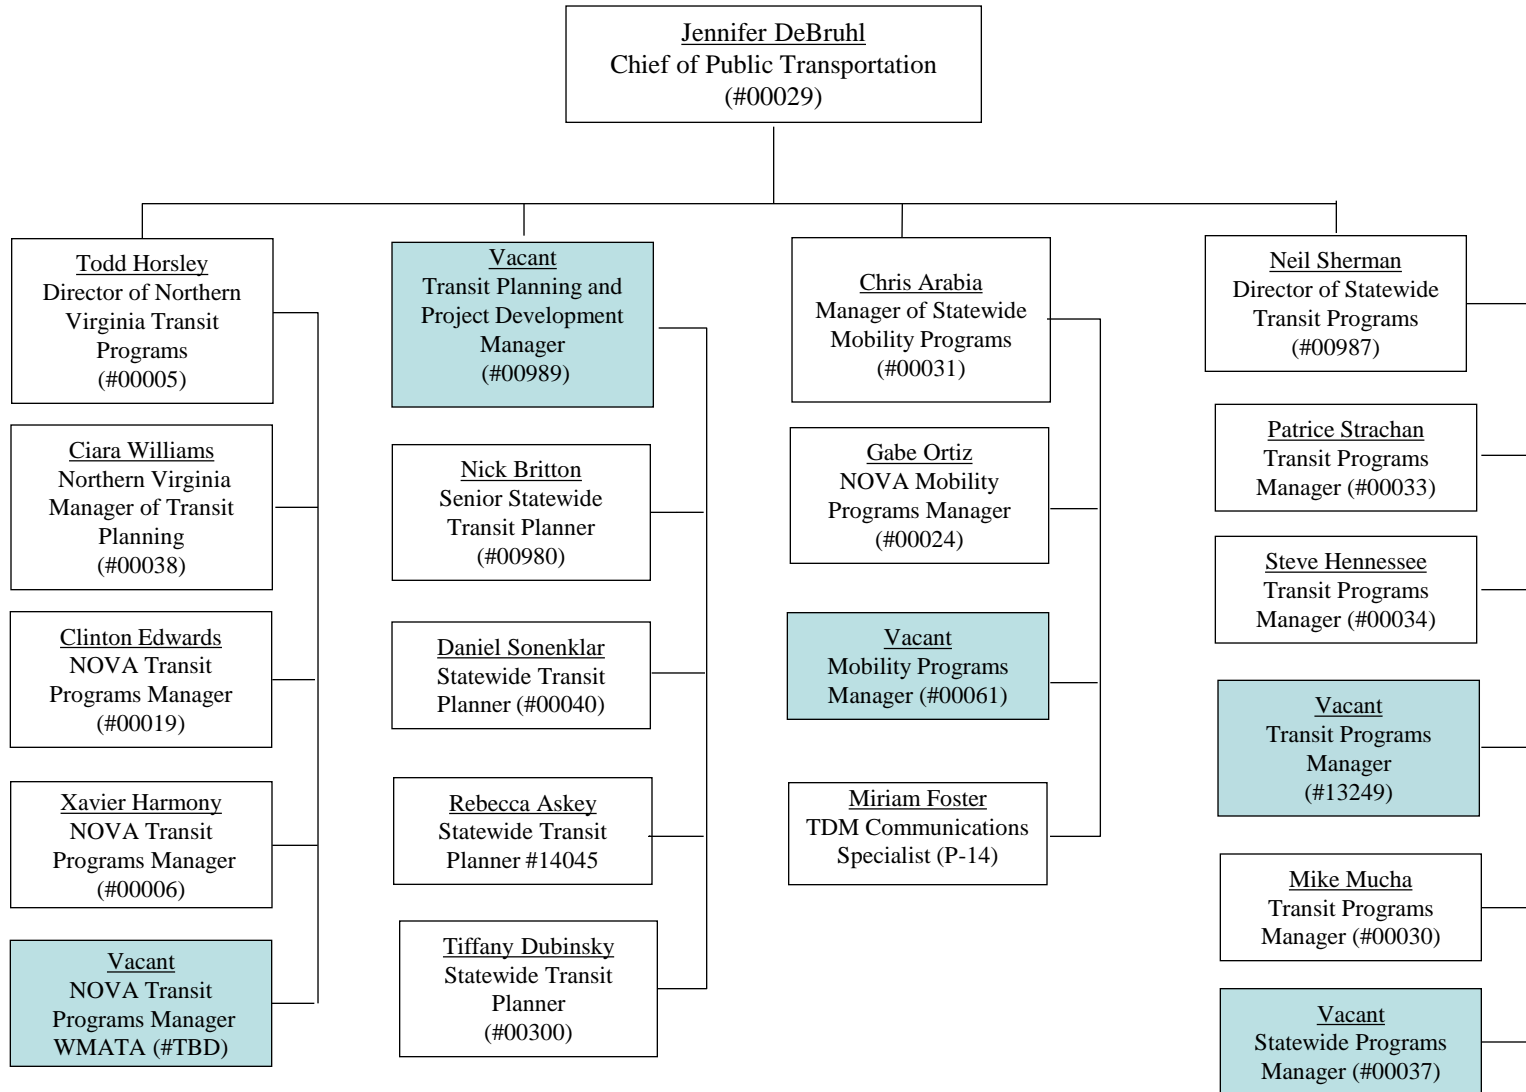 Jennifer DeBruhl
Chief of Public Transportation
(#00029)
Todd Horsley
Director of Northern
Virginia Transit
Programs
(#00005)
Ciara Williams
Northern Virginia
Manager of Transit
Planning
(#00038)
Clinton Edwards
NOVA Transit
Programs Manager
(#00019)
Xavier Harmony
NOVA Transit
Programs Manager
(#00006)
Vacant
NOVA Transit
Programs Manager
WMATA (#TBD)
Vacant
Transit Planning and
Project Development
Manager
(#00989)
Nick Britton
Senior Statewide
Transit Planner
(#00980)
Daniel Sonenklar
Statewide Transit
Planner (#00040)
Rebecca Askey
Statewide Transit
Planner #14045
Tiffany Dubinsky
Statewide Transit
Planner
(#00300)
Chris Arabia
Manager of Statewide
Mobility Programs
(#00031)
Gabe Ortiz
NOVA Mobility
Programs Manager
(#00024)
Vacant
Mobility Programs
Manager (#00061)
Miriam Foster
TDM Communications
Specialist (P-14)
Neil Sherman
Director of Statewide
Transit Programs
(#00987)
Patrice Strachan
Transit Programs
Manager (#00033)
Steve Hennessee
Transit Programs
Manager (#00034)
Vacant
Transit Programs
Manager
(#13249)
Mike Mucha
Transit Programs
Manager (#00030)
Vacant
Statewide Programs
Manager (#00037)